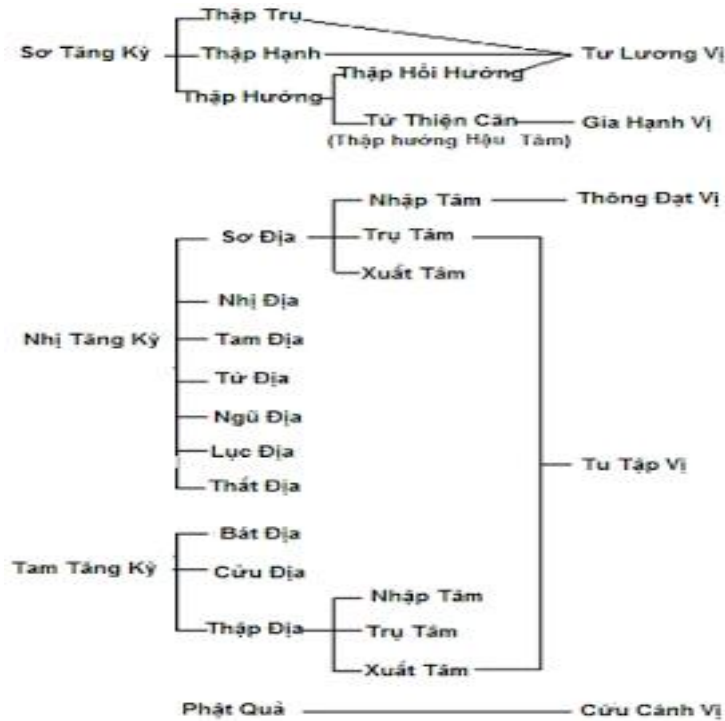 Thập Trụ
Sơ Tăng Kỳ Thập Hạnh Tư Lương Vị
Thập Hồi Hướng
Thập Hướng
Tứ Thiện Căn Gia Hạnh Vị
(Thập hướng Hậu Tâm)
Nhập Tâm Thông Đạt Vị
Sơ Địa Trụ Tâm
Xuất Tâm
Nhị Địa
Nhị Tăng Kỳ Tam Địa
Tứ Địa
Ngũ Địa
Lục Địa
Tu Tập Vị
Thất Địa
Bát Địa
Tam Tăng Kỳ Cửu Địa
Nhập Tâm
Thập Địa Trụ Tâm
Xuất Tâm
Phật Quả Cứu Cánh Vị